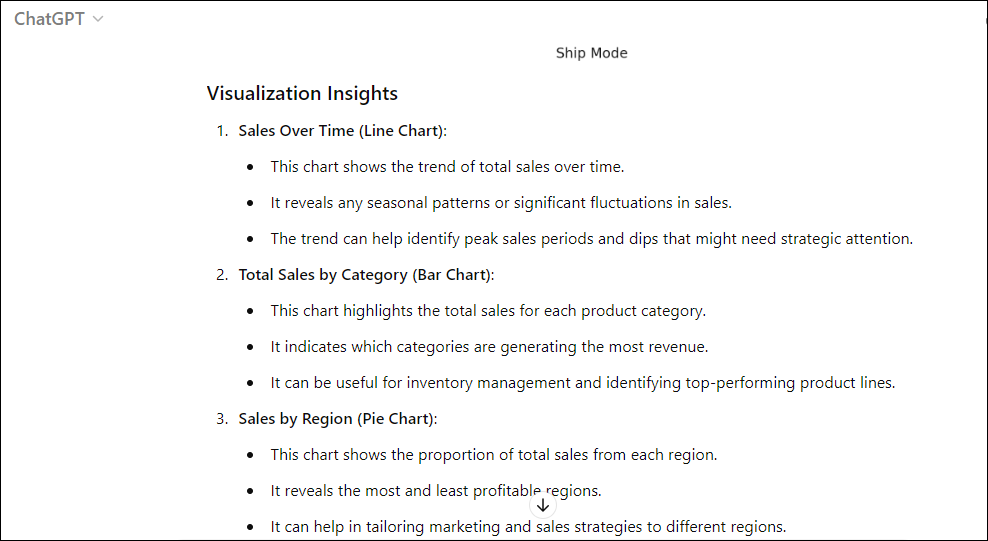 ChatGPT
Ship Mode
Visualization Insights
1. Sales Over Time (Line Chart):
• This chart shows the trend of total sales over time.
• It reveals any seasonal patterns or significant fluctuations in sales.
• The trend can help identify peak sales periods and dips that might need strategic attention.
2. Total Sales by Category (Bar Chart):
• This chart highlights the total sales for each product category.
• It indicates which categories are generating the most revenue.
• It can be useful for inventory management and identifying top-performing product lines.
3. Sales by Region (Pie Chart):
• This chart shows the proportion of total sales from each region.
• It reveals the most and least profitable regions.
• It can help in tailoring marketing and sales strategies to different regions.